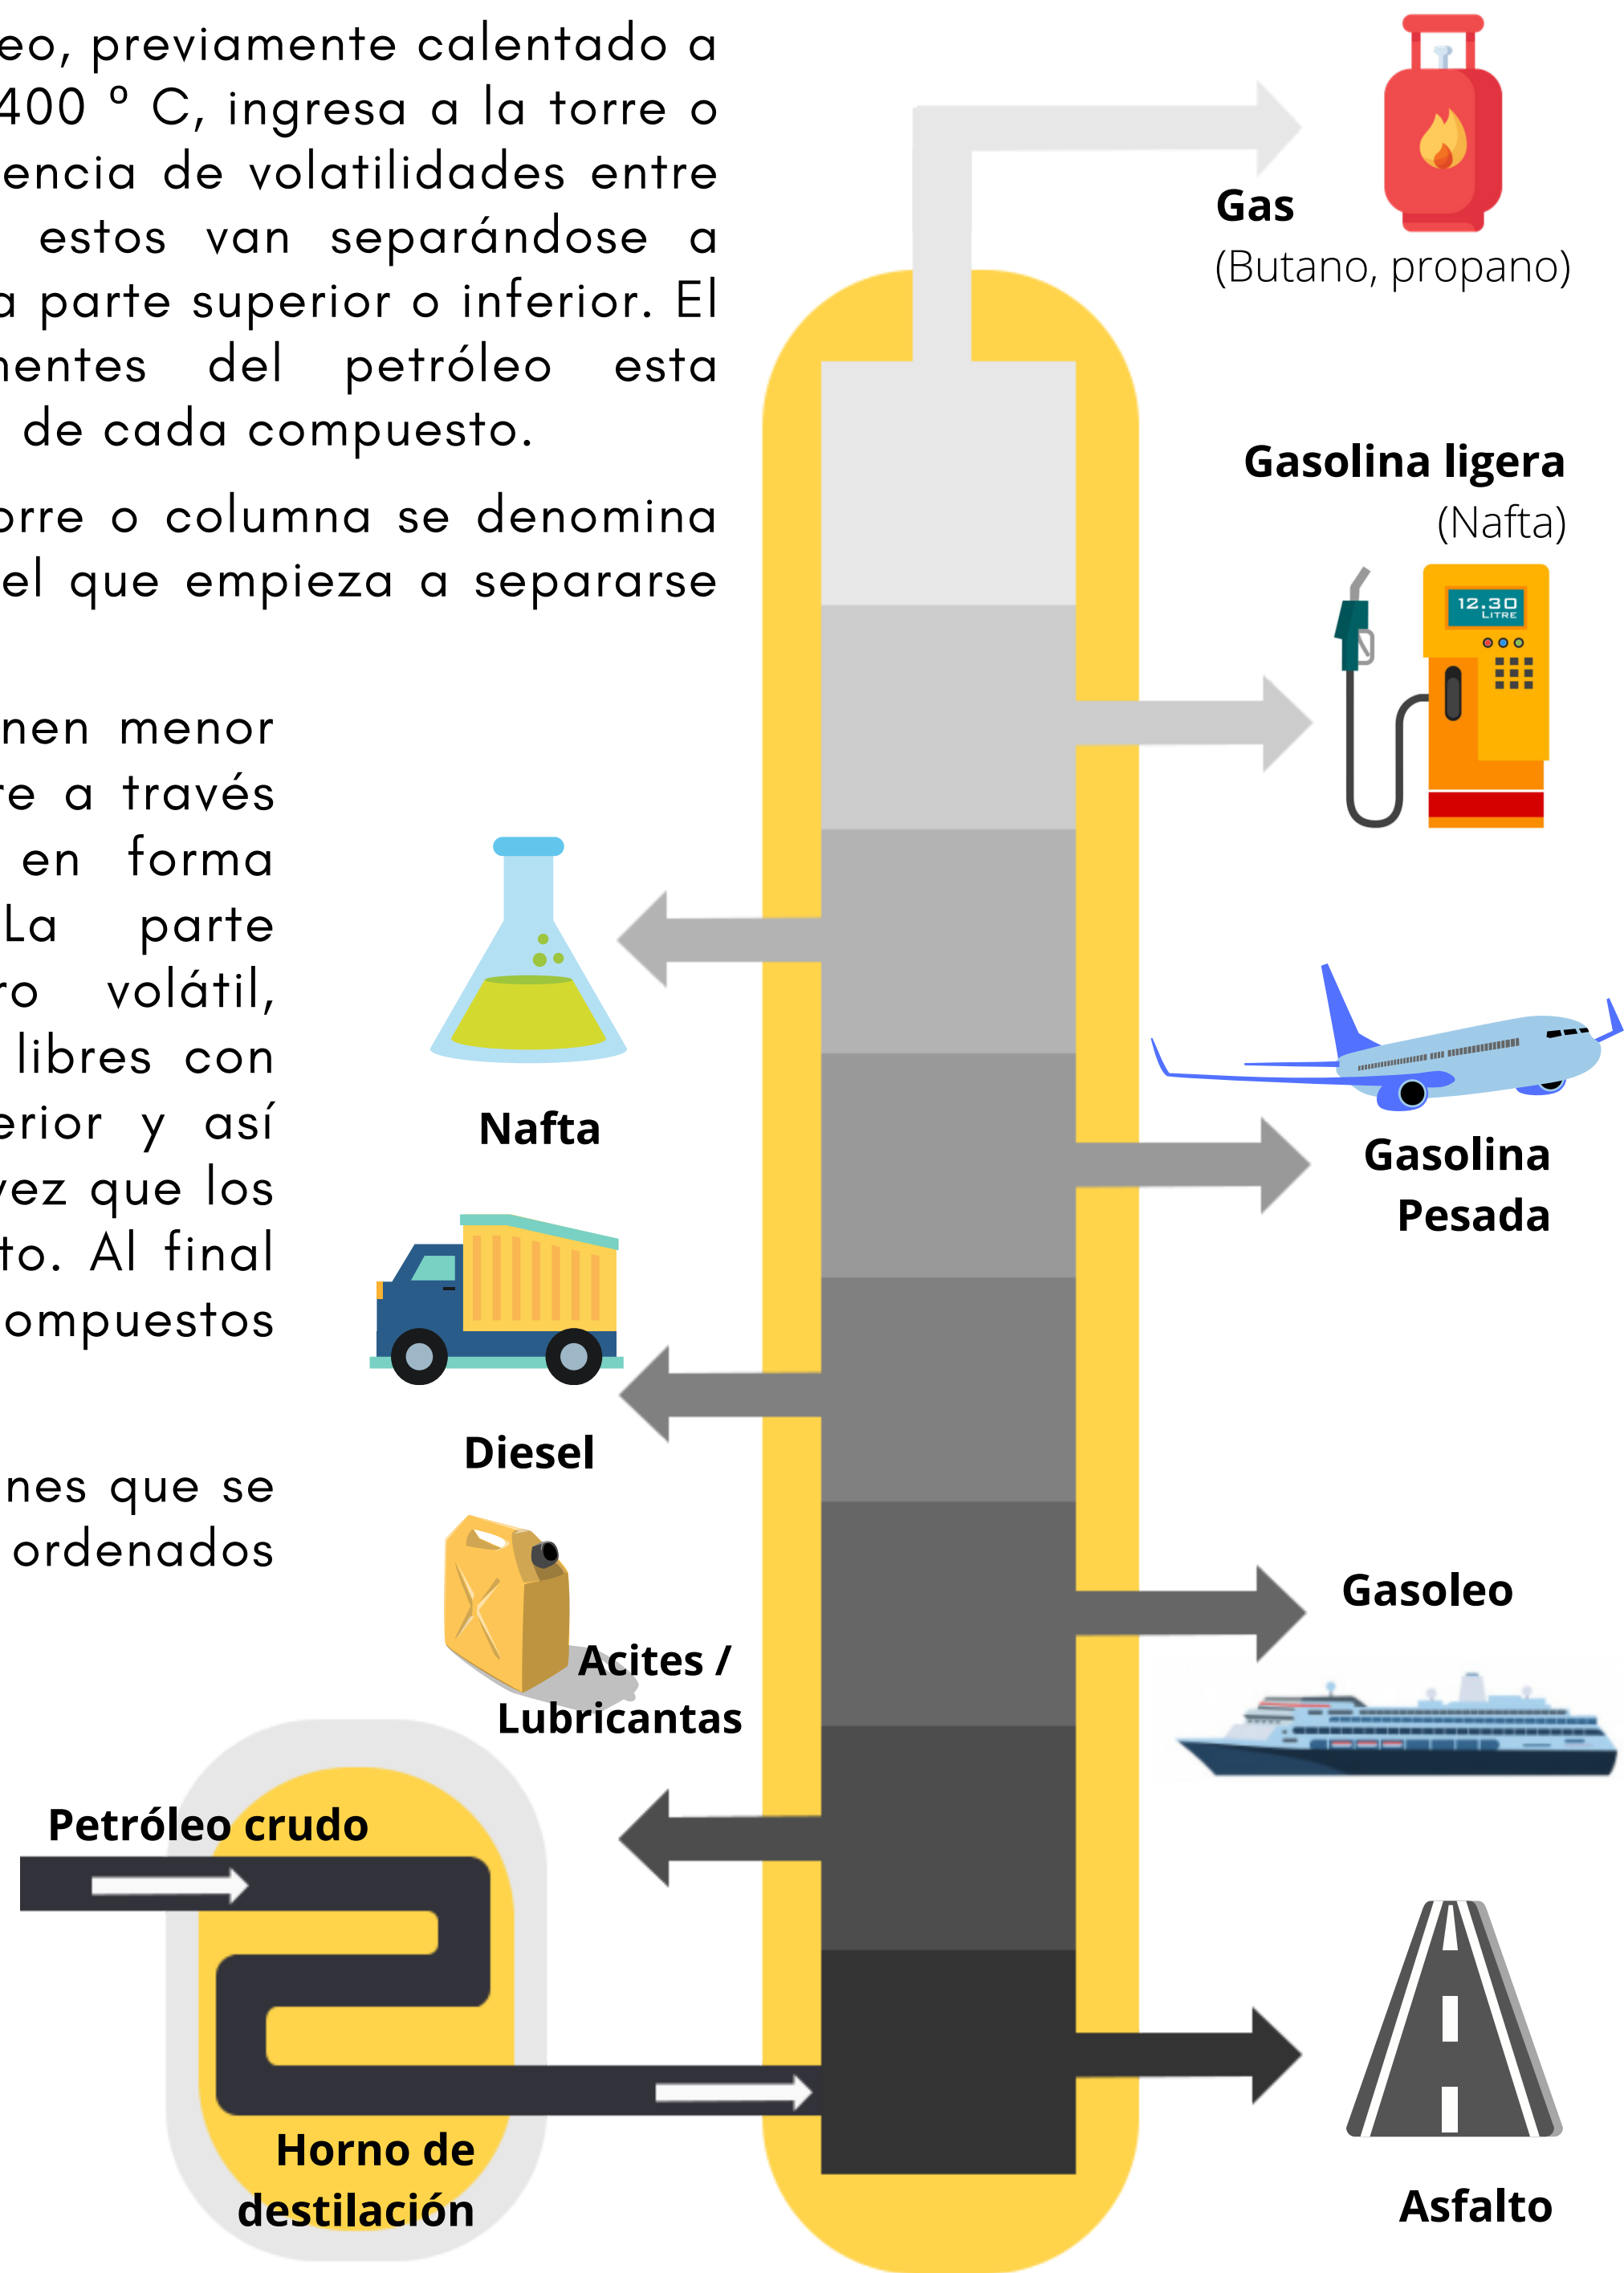 eo, previamente calentado a
400 º C, ingresa a la torre o
encia de volatilidades entre
estos van separándose a
a parte superior o inferior. El
nentes del petróleo esta
de cada compuesto.
orre o columna se denomina
el que empieza a separarse
nen menor
re a través
en forma
La parte
ro volátil,
libres con
erior y así
vez que los
to. Al final
ompuestos
nes que se
ordenados
Gas
(Butano, propano)
Gasolina ligera
(Nafta)
12.30
LITRE
Nafta
Gasolina
Pesada
Diesel
Gasoleo
Acites /
Lubricantas
Petróleo crudo
Horno de
destilación
Asfalto